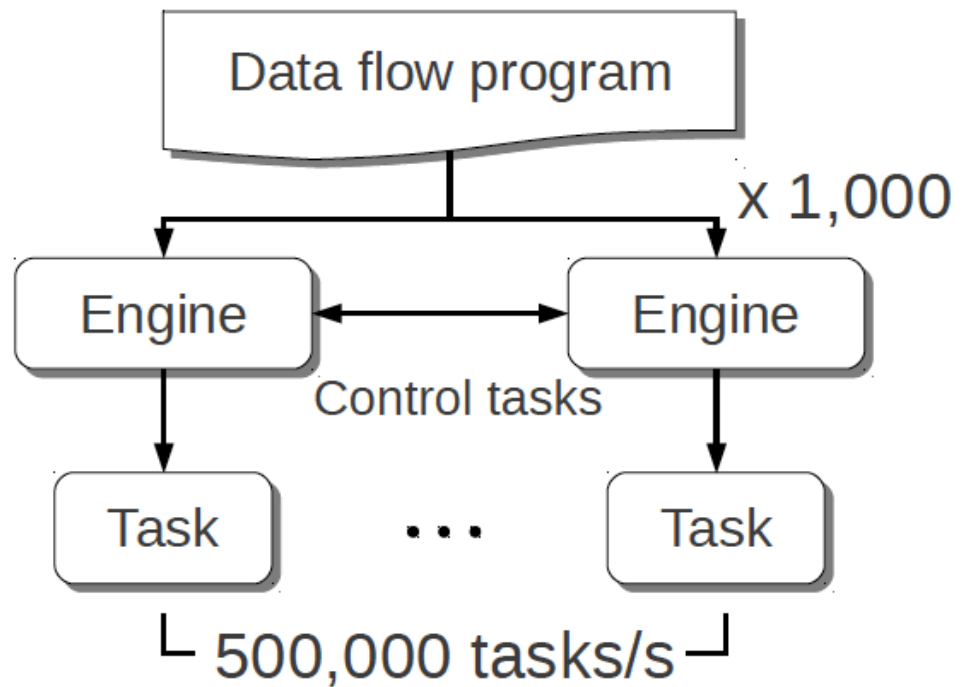 Data flow program
x 1,000
Engine
Engine
Control tasks
Task
...
Task
500,000 tasks/s